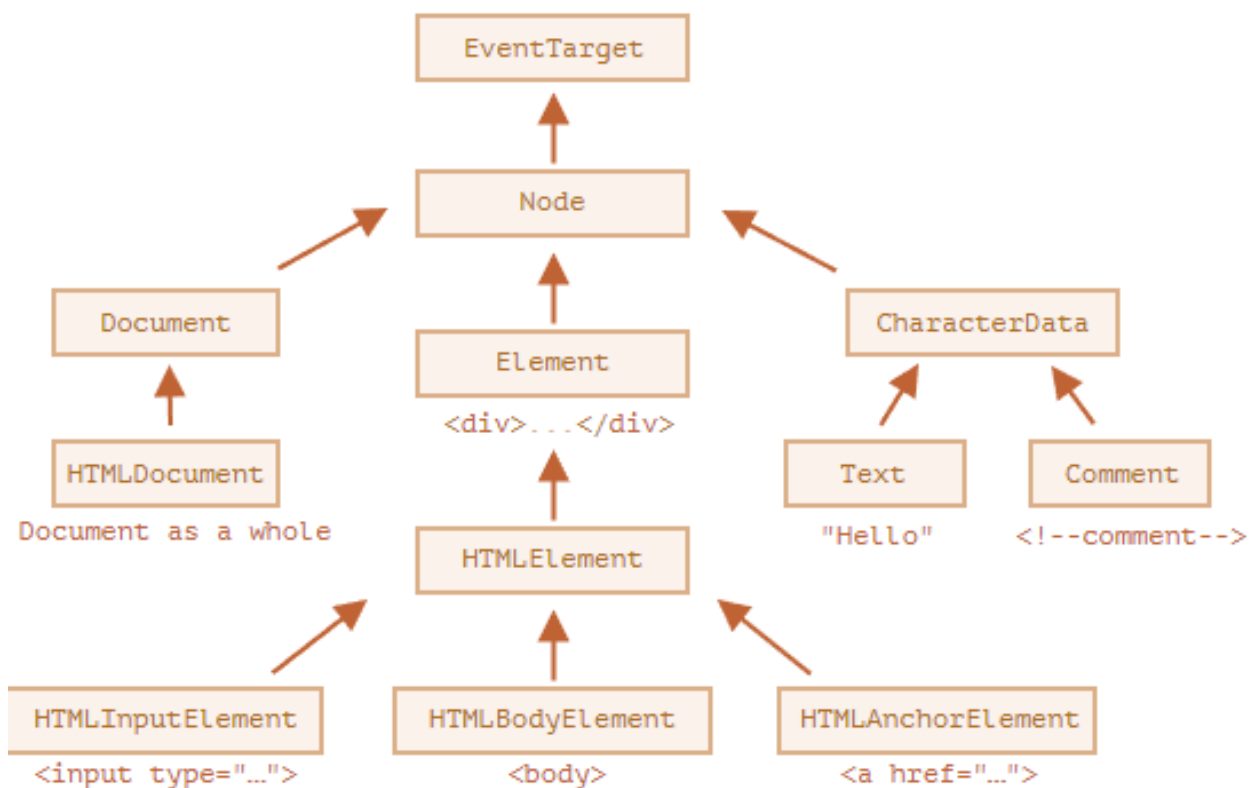 EventTarget
Node
Document
CharacterData
Element
<div>...</div>
HTMLDocument
Text
Comment
Document as a whole
"Hello"
<!--comment-->
HTMLElement
HTMLInputElement
HTMLBodyElement
HTMLAnchorElement
<input type="…">
<body>
<a href="…">